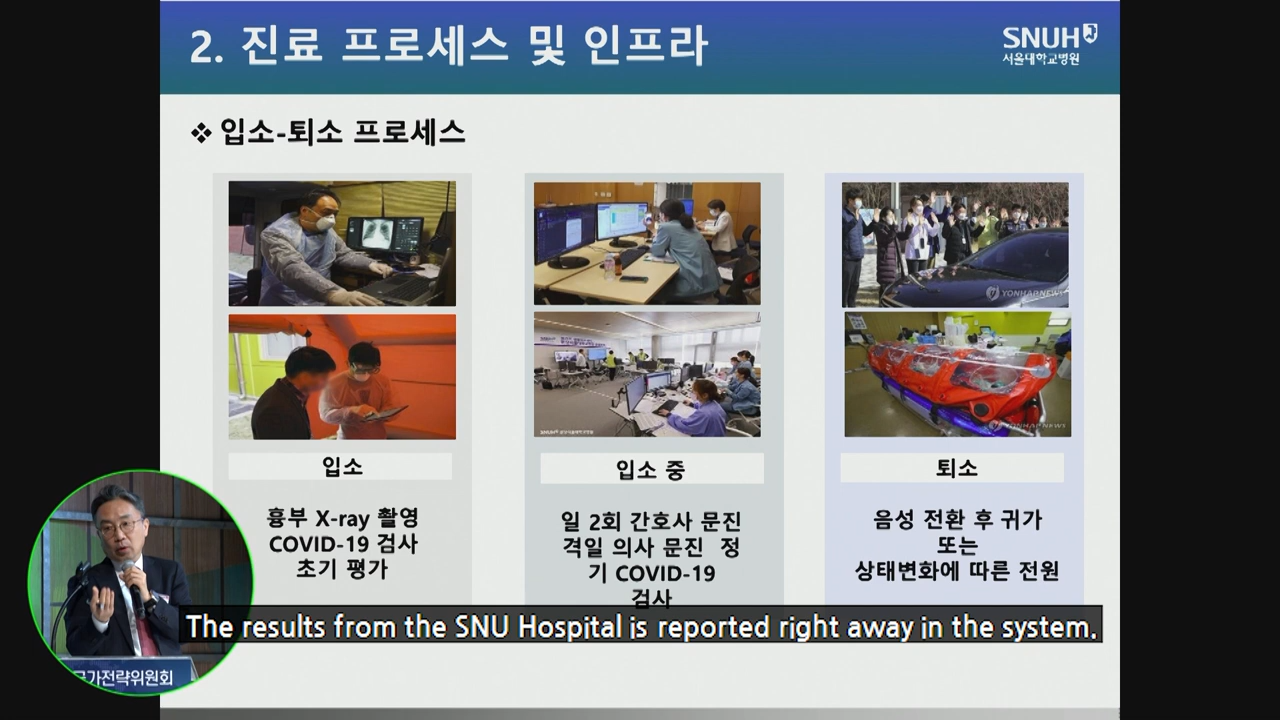 2. 진료 프로세스 및 인프라
SNUH
서울대학교병원
❖ 입소-퇴소 프로세스
YONHAPNEWS
YONHAPNEWS
입소
입소 중
퇴소
흉부 X-ray 촬영
COVID-19 검사
초기 평가
일 2회 간호사 문진
격일 의사 문진 정
기 COVID-19
검사
음성 전환 후 귀가
또는
상태변화에 따른 전원
The results from the SNU Hospital is reported right away in the system.
국가전략위원회